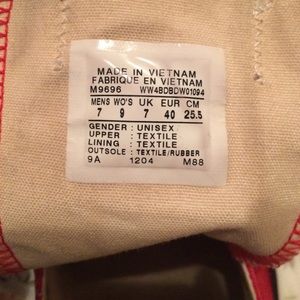 MADE IN VIETNAM
FABRIQUE EN VIETNAM
M9696 WW4BDBDW01094
MENS WO'S UK EUR CM
7 9 7 40 25.5
GENDER : UNISEX
UPPER : TEXTILE
LINING : TEXTILE
OUTSOLE : TEXTILE/RUBBER
9A 1204 M88